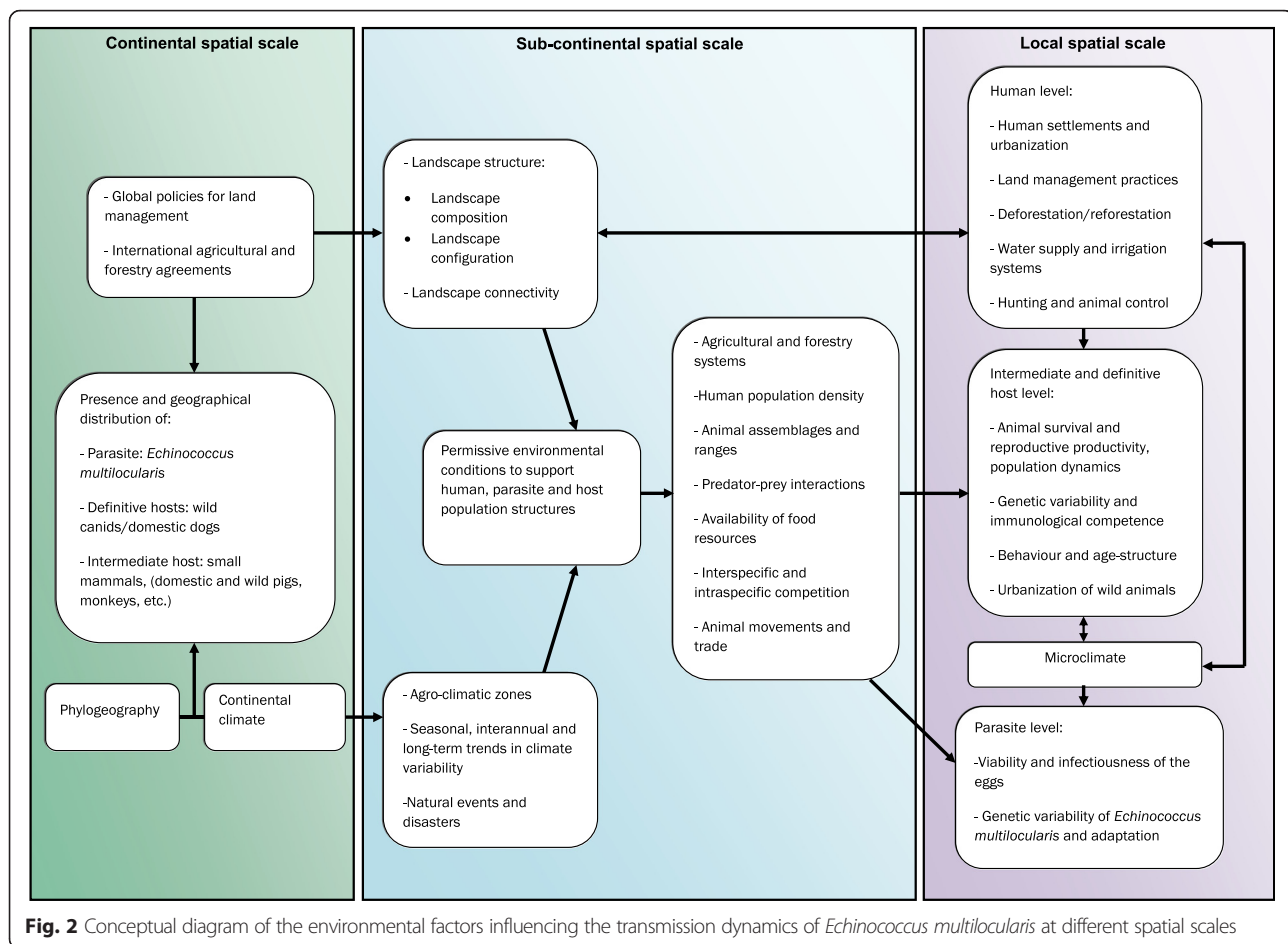 Continental spatial scale
- Global policies for land
management
- International agricultural and
forestry agreements
Presence and geographical
distribution of:
- Parasite: Echinococcus
multilocularis
- Definitive hosts: wild
canids/domestic dogs
- Intermediate host: small
mammals, (domestic and wild pigs,
monkeys, etc.)
Phylogeography
Continental
climate
Sub-continental spatial scale
- Landscape structure:
• Landscape
composition
• Landscape
configuration
- Landscape connectivity
Permissive environmental
conditions to support
human, parasite and host
population structures
- Agro-climatic zones
- Seasonal, interannual and
long-term trends in climate
variability
-Natural events and
disasters
- Agricultural and forestry
systems
-Human population density
- Animal assemblages and
ranges
- Predator-prey interactions
- Availability of food
resources
- Interspecific and
intraspecific competition
- Animal movements and
trade
Local spatial scale
Human level:
- Human settlements and
urbanization
- Land management practices
- Deforestation/reforestation
- Water supply and irrigation
systems
- Hunting and animal control
Intermediate and definitive
host level:
- Animal survival and
reproductive productivity,
population dynamics
- Genetic variability and
immunological competence
- Behaviour and age-structure
- Urbanization of wild animals
Microclimate
Parasite level:
-Viability and infectiousness of the
eggs
- Genetic variability of Echinococcus
multilocularis and adaptation
Fig. 2 Conceptual diagram of the environmental factors influencing the transmission dynamics of Echinococcus multilocularis at different spatial scales